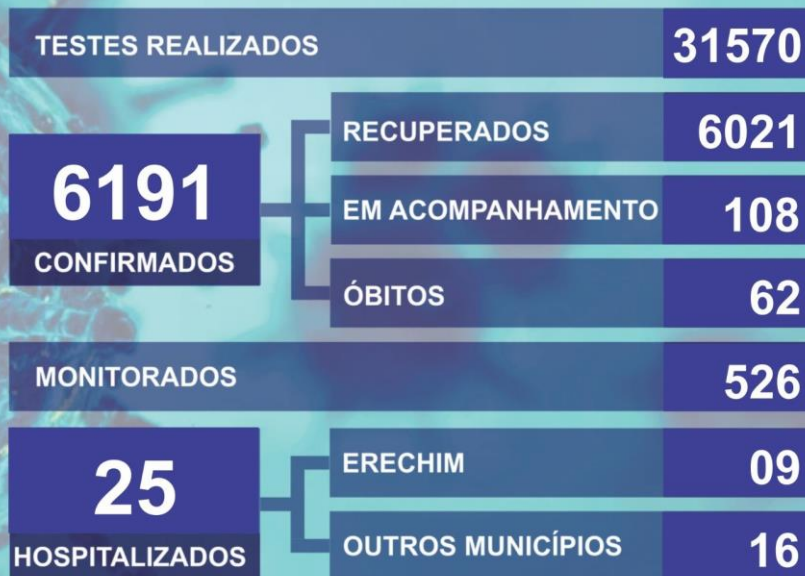 TESTES REALIZADOS 31570
6191
CONFIRMADOS
RECUPERADOS 6021
EM ACOMPANHAMENTO 108
ÓBITOS 62
MONITORADOS 526
25
HOSPITALIZADOS
ERECHIM 09
OUTROS MUNICÍPIOS 16